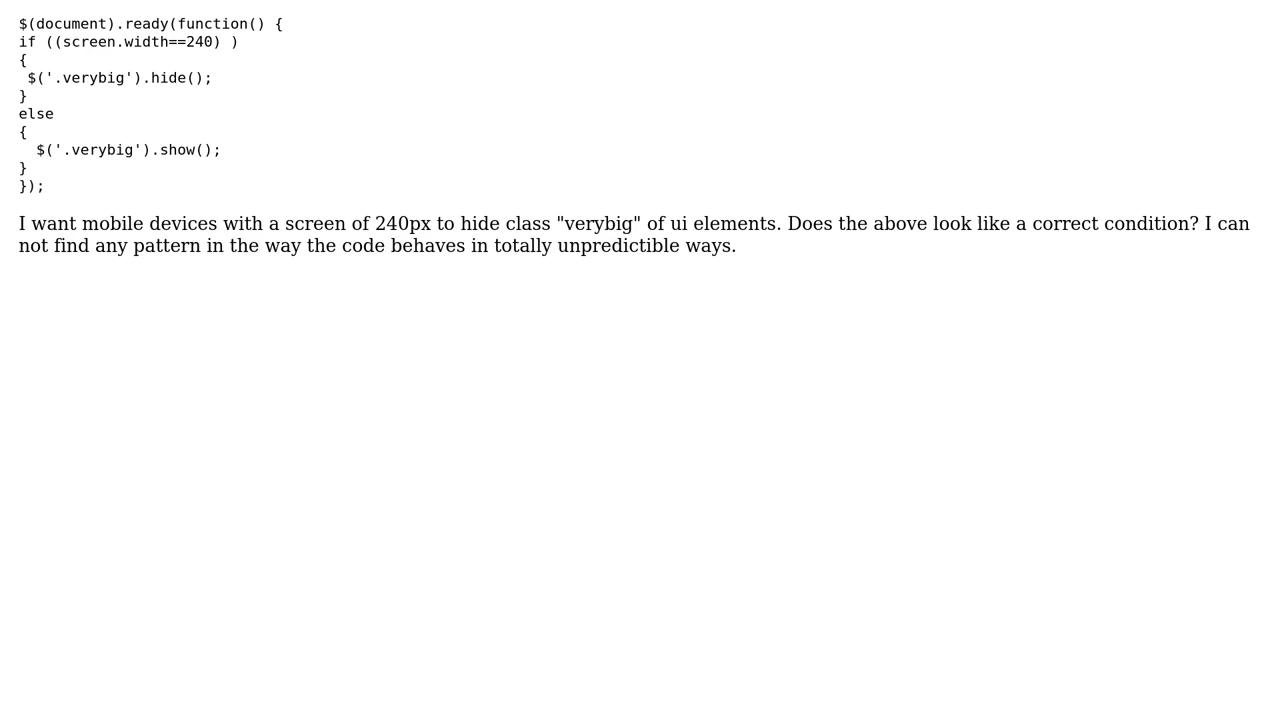 $(document).ready(function() {
if ((screen.width==240) )
{
 $('.verybig').hide();
}
else
{
  $('.verybig').show();
}
});
I want mobile devices with a screen of 240px to hide class "verybig" of ui elements. Does the above look like a correct condition? I can
not find any pattern in the way the code behaves in totally unpredictible ways.